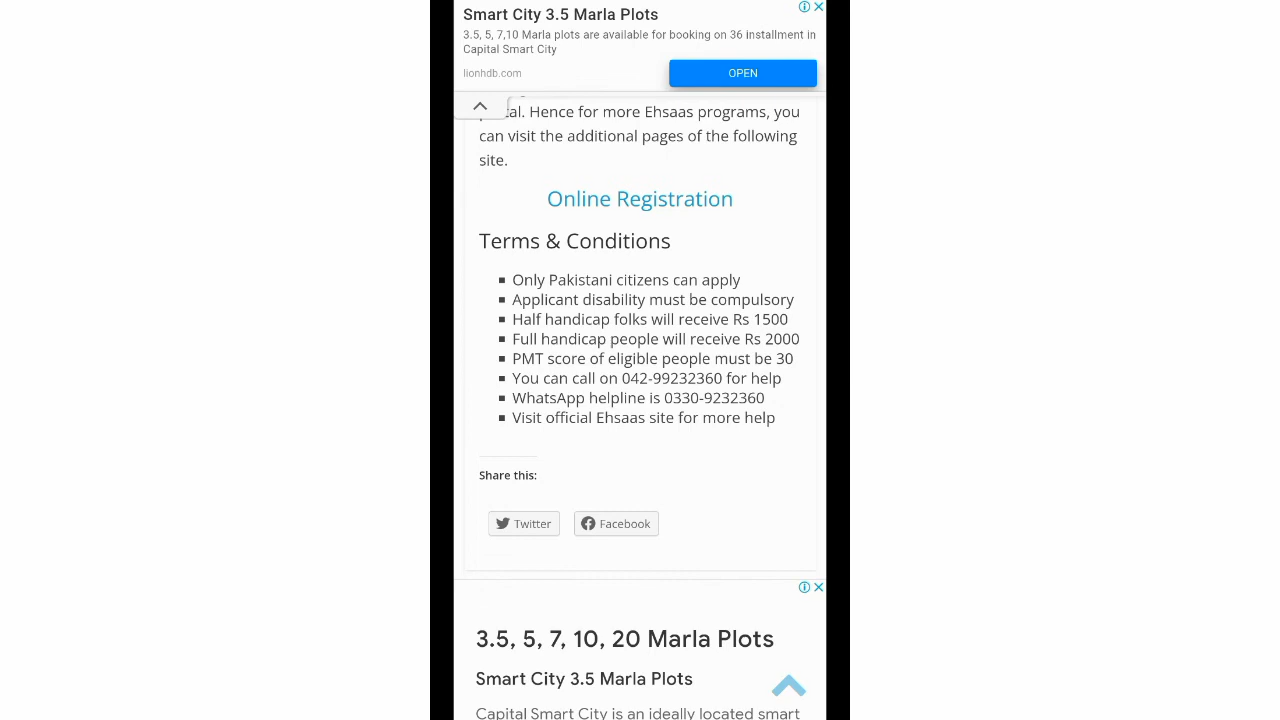 Smart City 3.5 Marla Plots
3.5, 5, 7,10 Marla plots are available for booking on 36 installment in
Capital Smart City
lionhdb.com
OPEN
Hence for more Ehsaas programs, you
can visit the additional pages of the following
site.
Online Registration
Terms & Conditions
Only Pakistani citizens can apply
Applicant disability must be compulsory
Half handicap folks will receive Rs 1500
Full handicap people will receive Rs 2000
PMT score of eligible people must be 30
You can call on 042-99232360 for help
WhatsApp helpline is 0330-9232360
Visit official Ehsaas site for more help
Share this:
Twitter
Facebook
3.5, 5, 7, 10, 20 Marla Plots
Smart City 3.5 Marla Plots
Capital Smart City is an ideally located smart